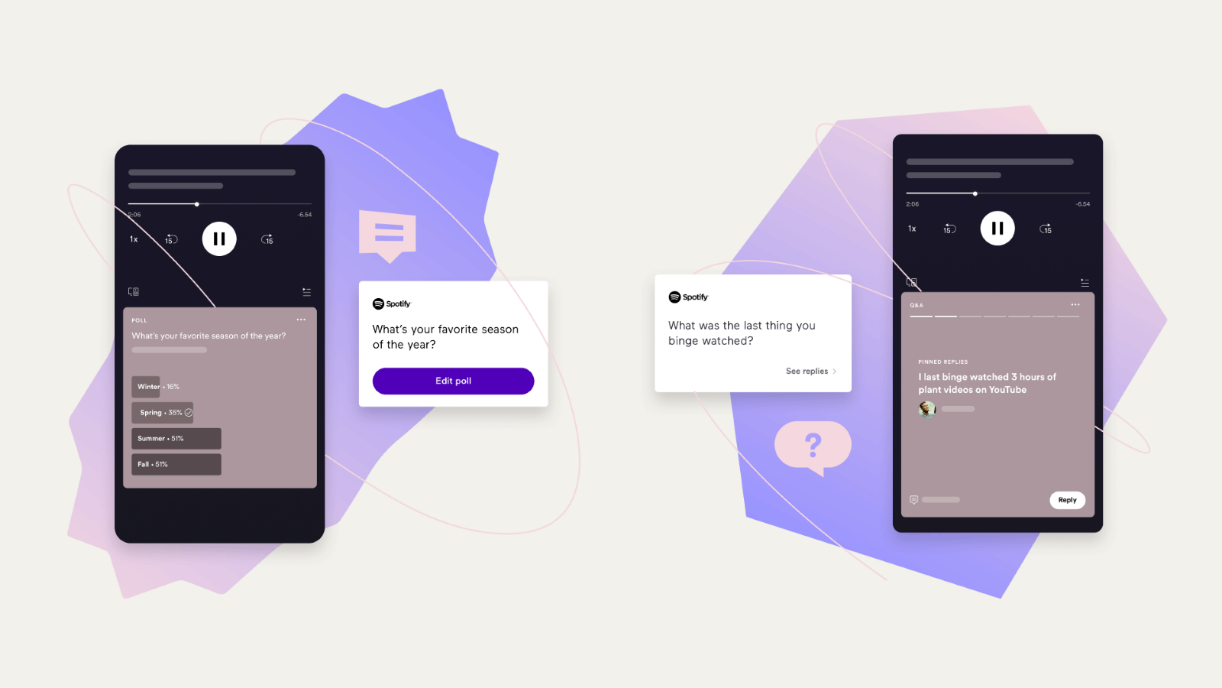 2:06
-6.54
1x
15
15
POLL
What's your favorite season of the year?
Winter • 16%
Spring • 35%
Summer • 51%
Fall • 51%
Spotify
What's your favorite season
of the year?
Edit poll
Spotify
What was the last thing you
binge watched?
See replies
?
2:06
-6.54
1x
15
15
Q&A
PINNED REPLIES
I last binge watched 3 hours of
plant videos on YouTube
Reply